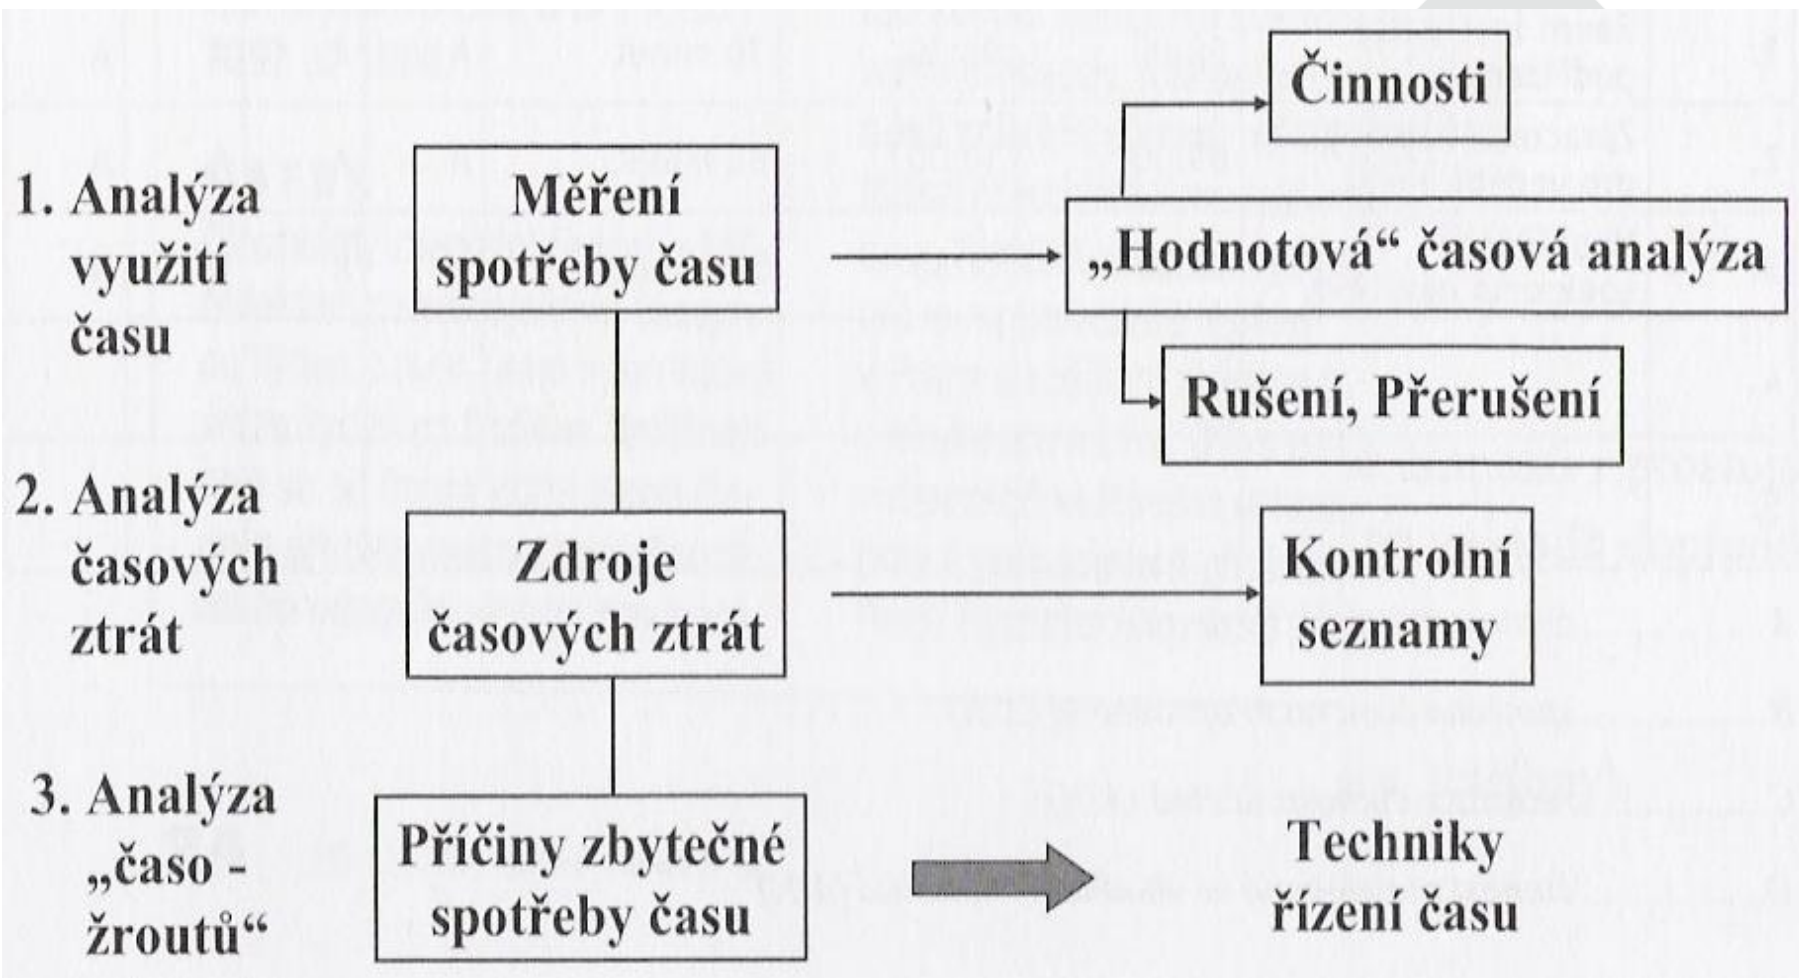 Činnosti
1. Analýza
využití
času
Měření
spotřeby času
„Hodnotová“ časová analýza
Rušení, Přerušení
2. Analýza
časových
ztrát
Zdroje
časových ztrát
Kontrolní
seznamy
3. Analýza
„časo -
žroutů“
Příčiny zbytečné
spotřeby času
Techniky
řízení času